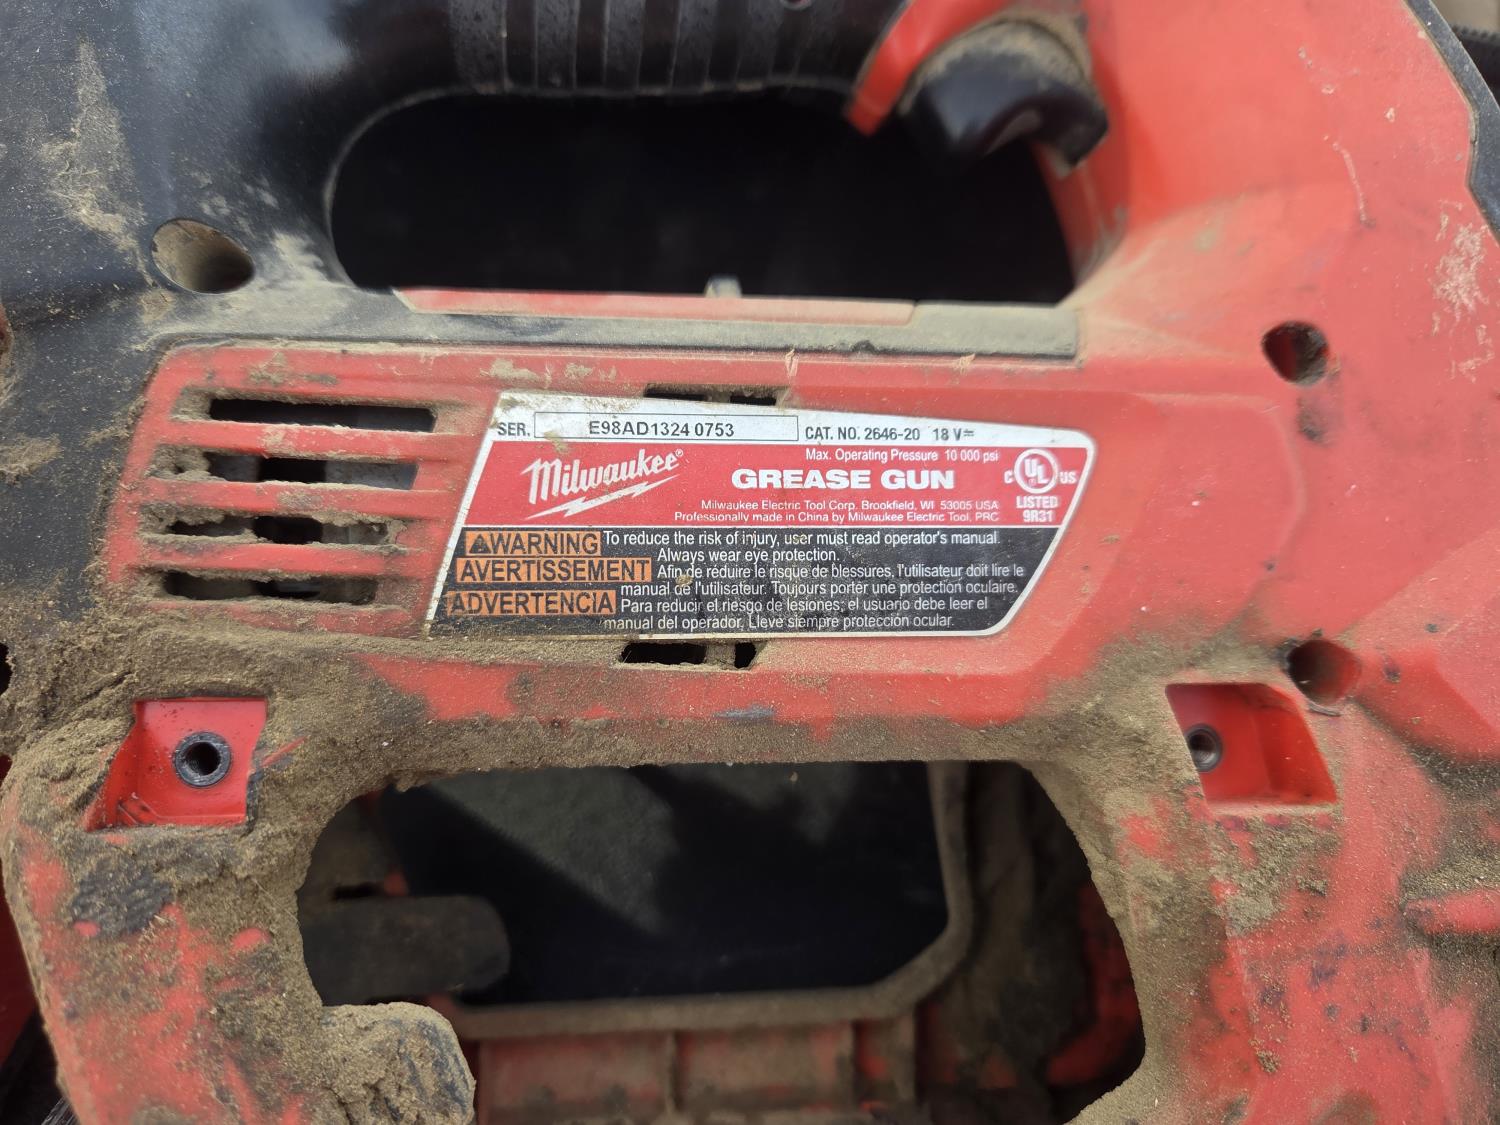 SER. E98AD1324 0753 CAT. NO. 2646-20 18 V⎓
Max. Operating Pressure 10 000 psi
Milwaukee®
GREASE GUN
C UL US
LISTED
9R31
Milwaukee Electric Tool Corp. Brookfield, WI 53005 USA
Professionally made in China by Milwaukee Electric Tool, PRC
⚠WARNING To reduce the risk of injury, user must read operator's manual.
Always wear eye protection.
AVERTISSEMENT Afin de réduire le risque de blessures, l'utilisateur doit lire le
manual de l'utilisateur. Toujours porter une protection oculaire.
ADVERTENCIA Para reducir el riesgo de lesiones, el usuario debe leer el
manual del operador. Lleve siempre protección ocular.